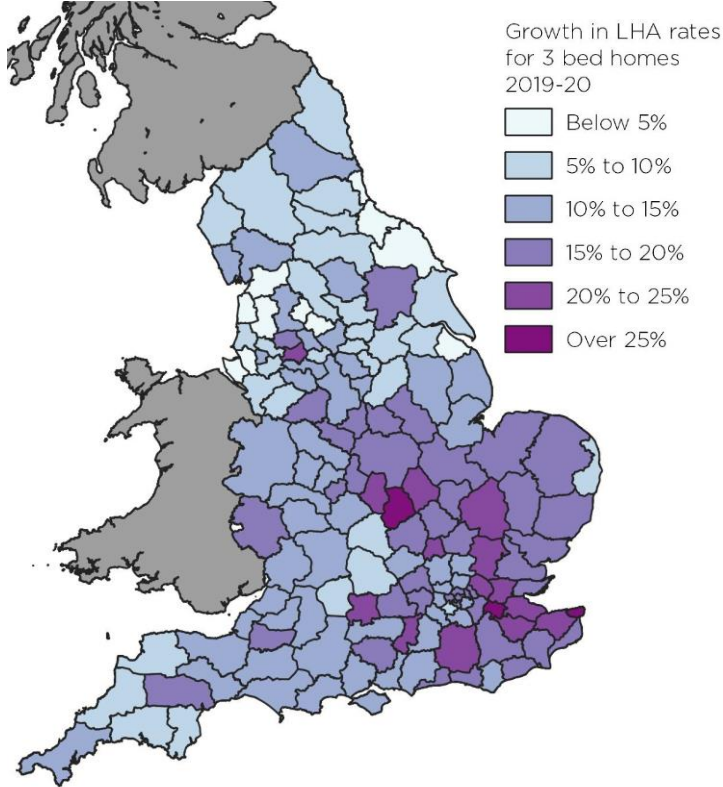 Growth in LHA rates
for 3 bed homes
2019-20
Below 5%
5% to 10%
10% to 15%
15% to 20%
20% to 25%
Over 25%